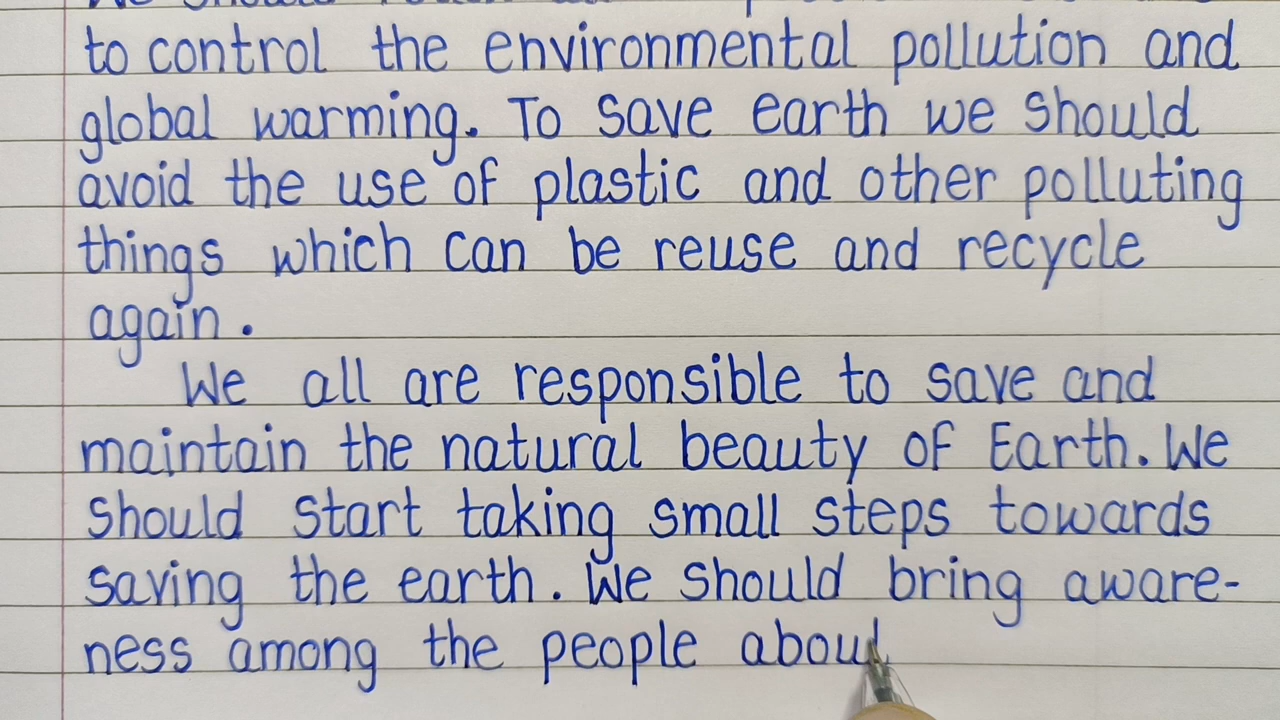 to control the environmental pollution and
global warming. To save earth we should
avoid the use of plastic and other polluting
things which can be reuse and recycle
again.
We all are responsible to save and
maintain the natural beauty of Earth. We
should start taking small steps towards
saving the earth. We should bring aware-
ness among the people about